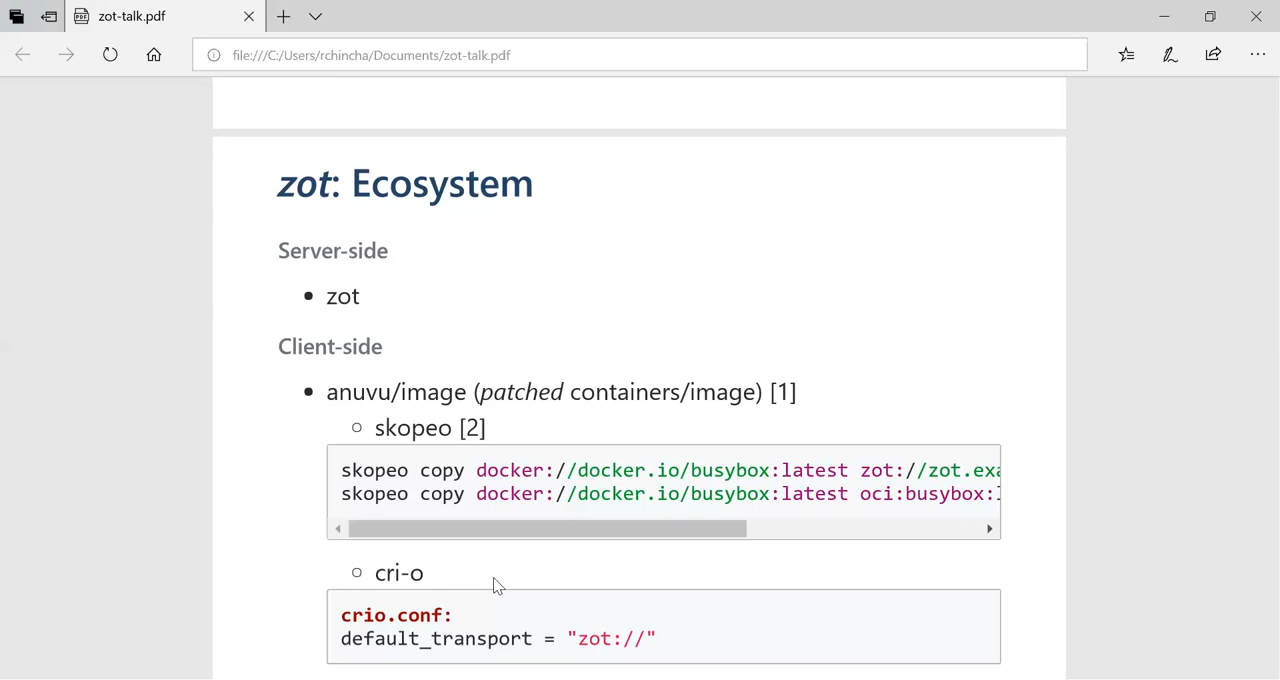 zot-talk.pdf
file:///C:/Users/rchincha/Documents/zot-talk.pdf
zot: Ecosystem
Server-side
• zot
Client-side
• anuvu/image (patched containers/image) [1]
○ skopeo [2]
skopeo copy docker://docker.io/busybox:latest zot://zot.exa
skopeo copy docker://docker.io/busybox:latest oci:busybox:
○ cri-o
crio.conf:
default_transport = "zot://"